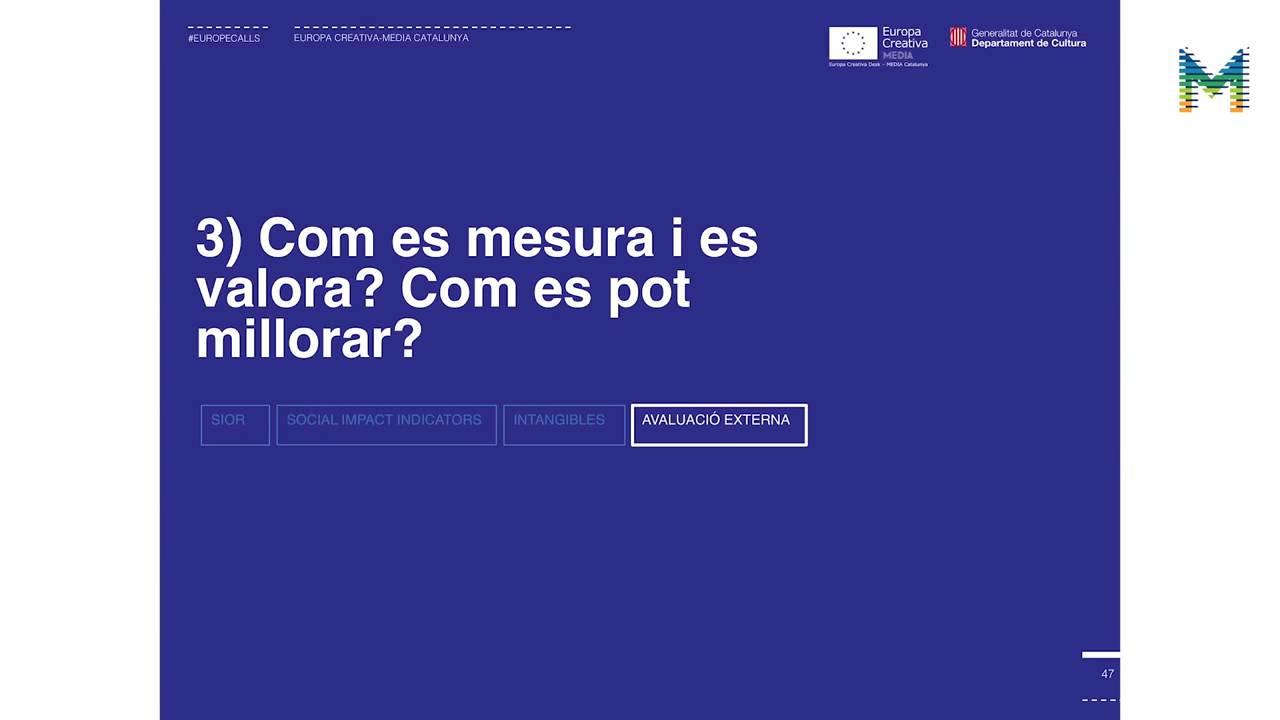 #EUROPECALLS
EUROPA CREATIVA-MEDIA CATALUNYA
Europa
Creativa
MEDIA
Europa Creativa Desk - MEDIA Catalunya
Generalitat de Catalunya
Departament de Cultura
M
3) Com es mesura i es
valora? Com es pot
millorar?
SIOR
SOCIAL IMPACT INDICATORS
INTANGIBLES
AVALUACIÓ EXTERNA
47